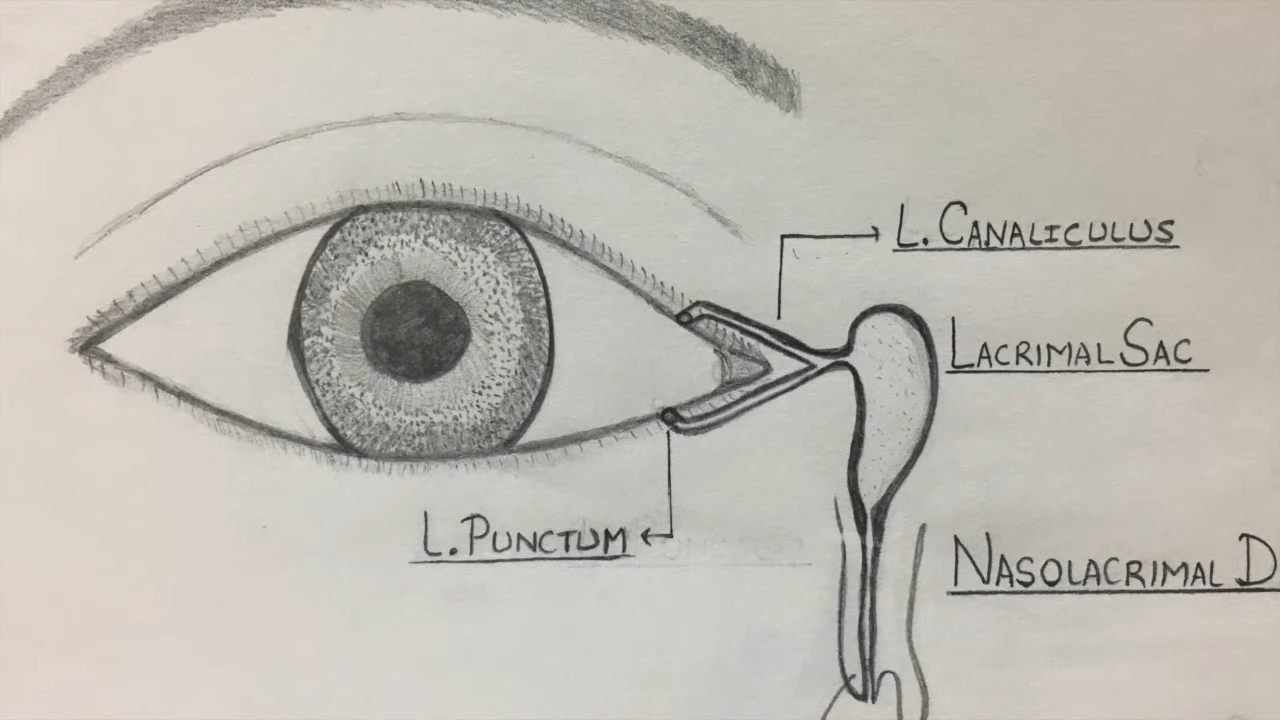 L. CANALICULUS
LACRIMAL SAC
L. PUNCTUM
NASOLACRIMAL D